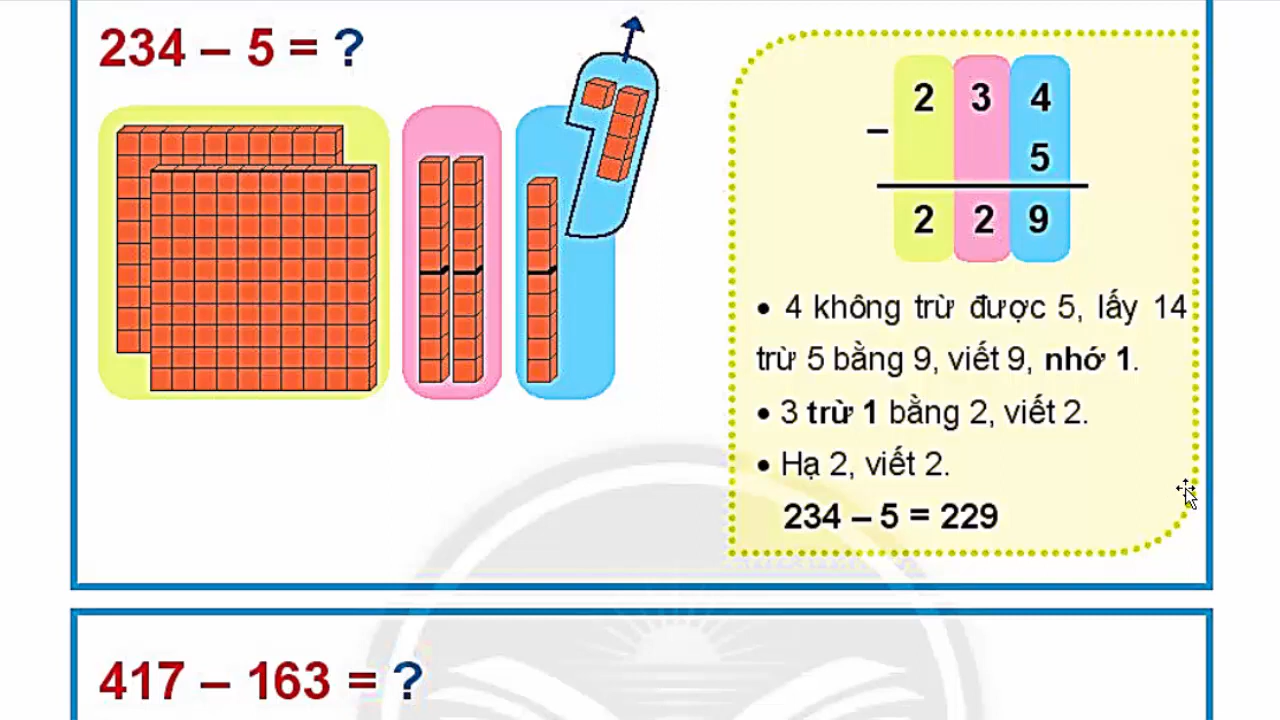 234 – 5 = ?
2 3 4
–
5
2 2 9
• 4 không trừ được 5, lấy 14
trừ 5 bằng 9, viết 9, nhớ 1.
• 3 trừ 1 bằng 2, viết 2.
• Hạ 2, viết 2.
234 – 5 = 229
417 – 163 = ?